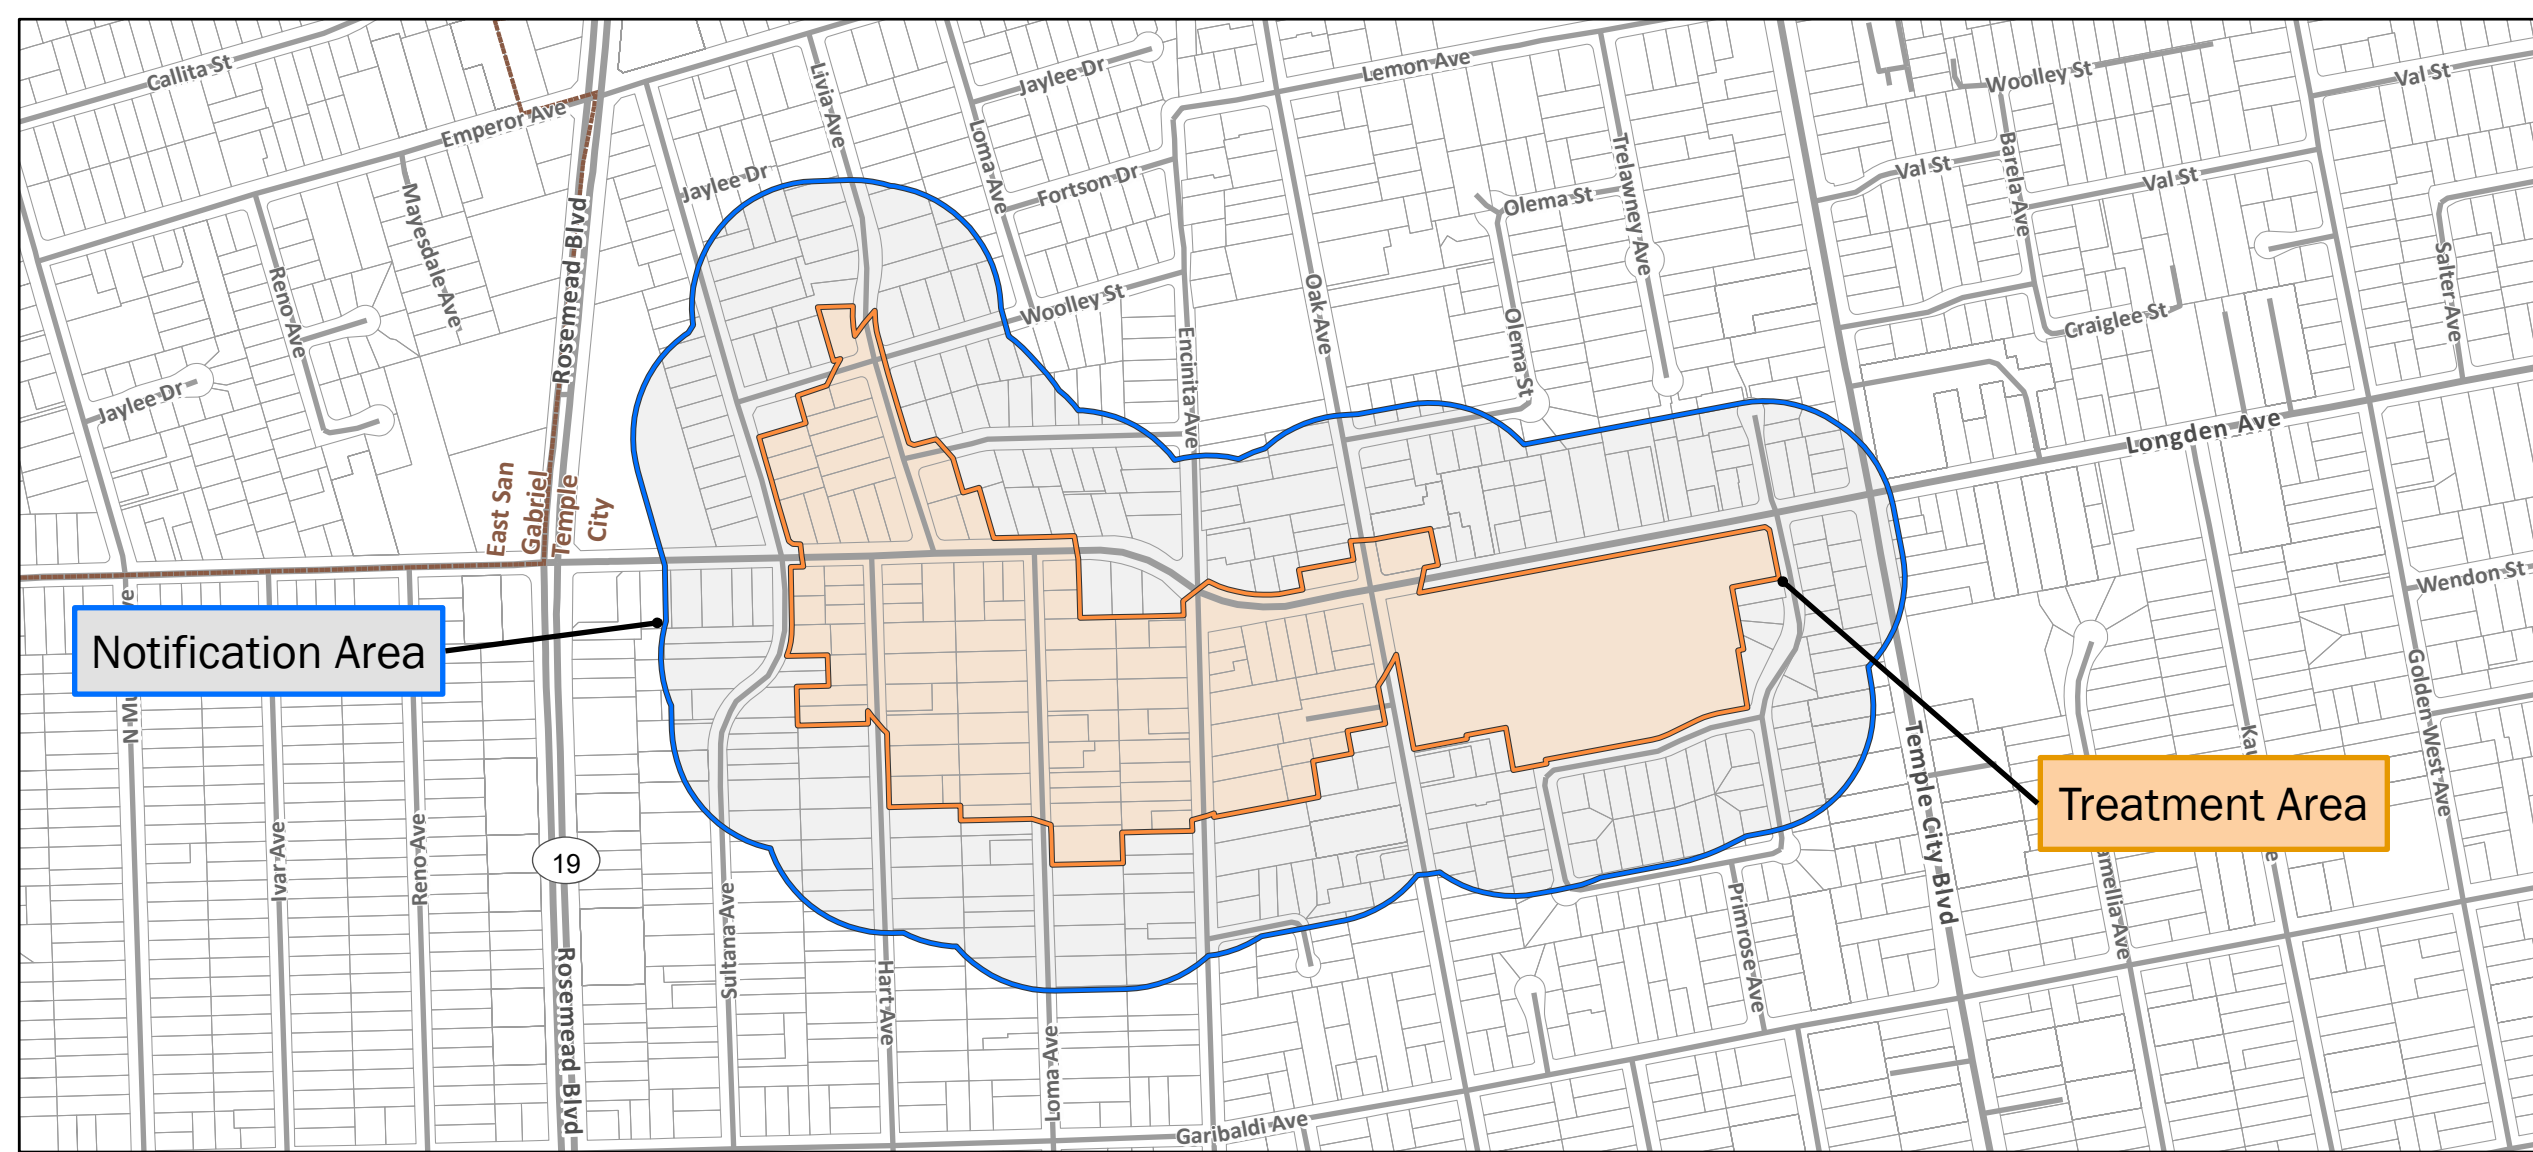 Callita St
Emperor Ave
Mayesdale Ave
Reno Ave
Jaylee Dr
Rosemead Blvd
Jaylee Dr
Livia Ave
Loma Ave
Jaylee Dr
Fortson Dr
Woolley St
Encinita Ave
Lemon Ave
Oak Ave
Olema St
Olema St
Trelawney Ave
Woolley St
Val St
Val St
Barela Ave
Val St
Craiglee St
Salter Ave
Longden Ave
Wendon St
East San
Gabriel
Temple
City
Notification Area
Treatment Area
Ivar Ave
Reno Ave
19
Rosemead Blvd
Sultana Ave
Hart Ave
Loma Ave
Garibaldi Ave
Primrose Ave
Temple City Blvd
Golden West Ave